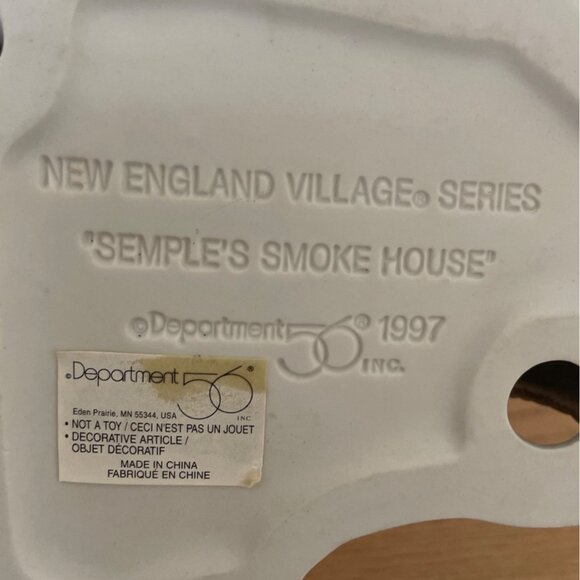 NEW ENGLAND VILLAGE® SERIES
"SEMPLE'S SMOKE HOUSE"
©Department 56® 1997
INC.
©Department 56®
INC
Eden Prairie, MN 55344, USA
• NOT A TOY / CECI N'EST PAS UN JOUET
• DECORATIVE ARTICLE /
OBJET DÉCORATIF
MADE IN CHINA
FABRIQUÉ EN CHINE